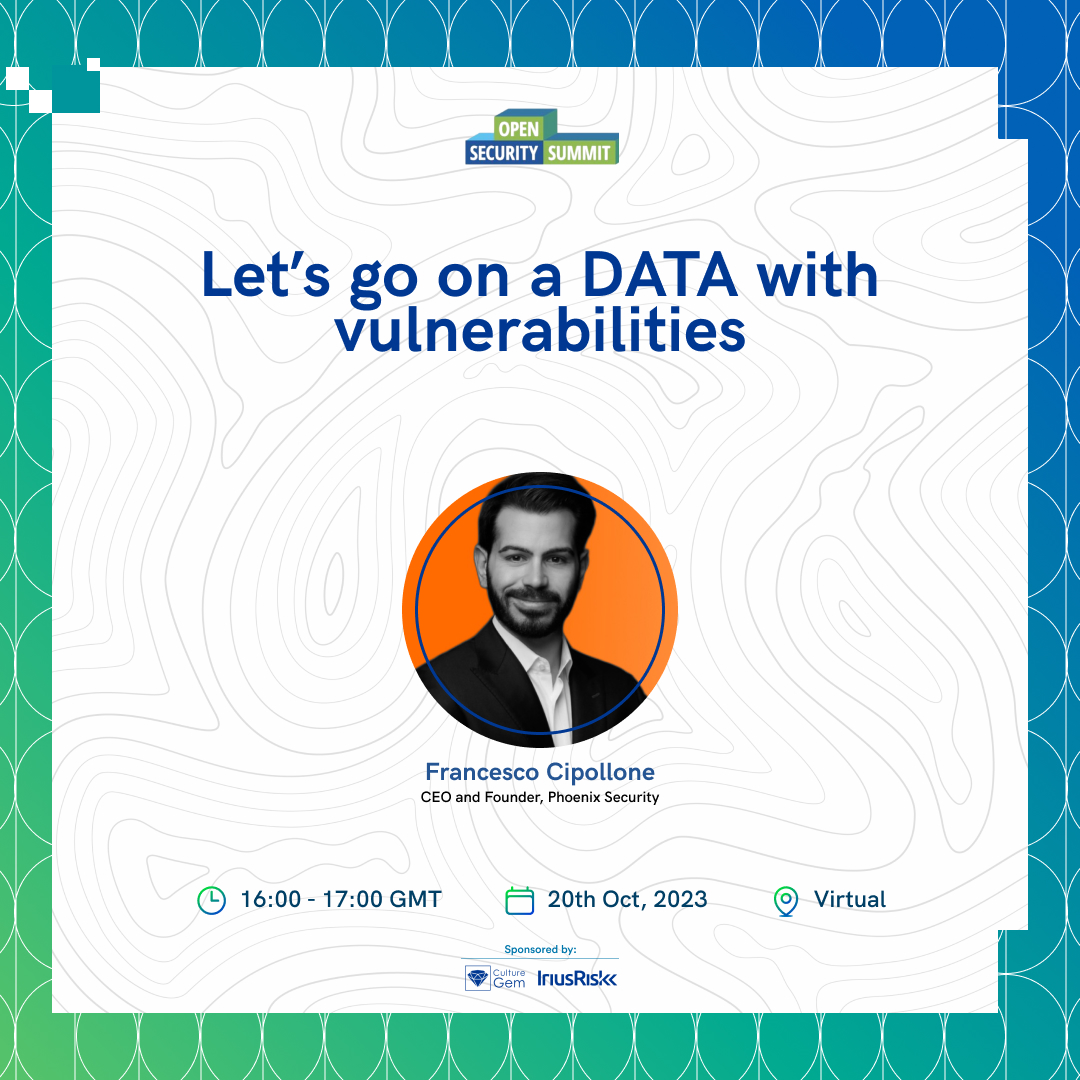 OPEN
SECURITY SUMMIT
Let’s go on a DATA with
vulnerabilities
Francesco Cipollone
CEO and Founder, Phoenix Security
16:00 - 17:00 GMT
20th Oct, 2023
Virtual
Sponsored by:
Culture
Gem
IriusRisk